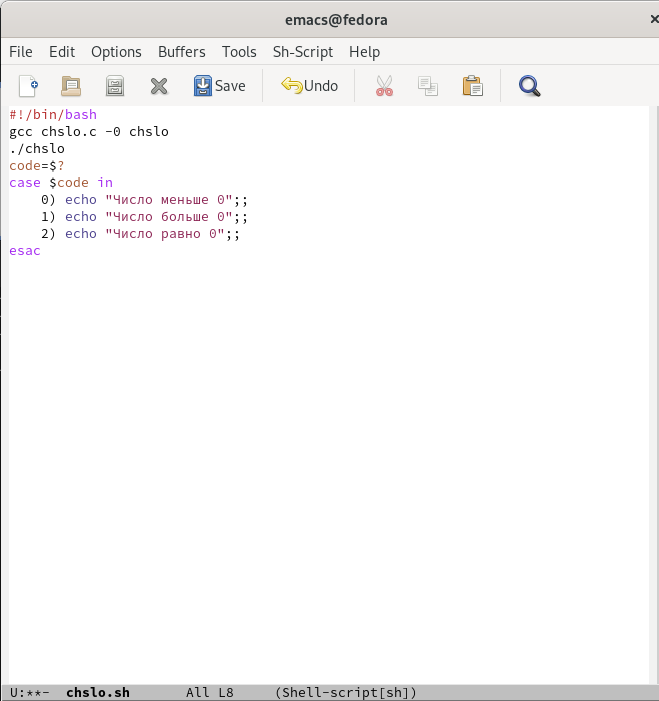 emacs@fedora
File Edit Options Buffers Tools Sh-Script Help
Save Undo
#!/bin/bash
gcc chslo.c -0 chslo
./chslo
code=$?
case $code in
    0) echo "Число меньше 0";;
    1) echo "Число больше 0";;
    2) echo "Число равно 0";;
esac
U:**-  chslo.sh       All L8     (Shell-script[sh])